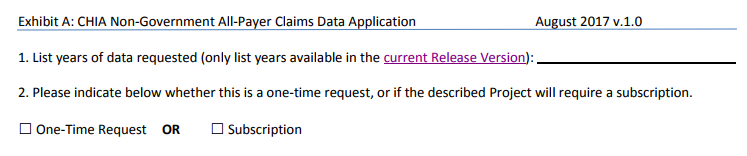 Exhibit A: CHIA Non-Government All-Payer Claims Data Application August 2017 v.1.0
1. List years of data requested (only list years available in the current Release Version):
2. Please indicate below whether this is a one-time request, or if the described Project will require a subscription.
☐ One-Time Request OR ☐ Subscription